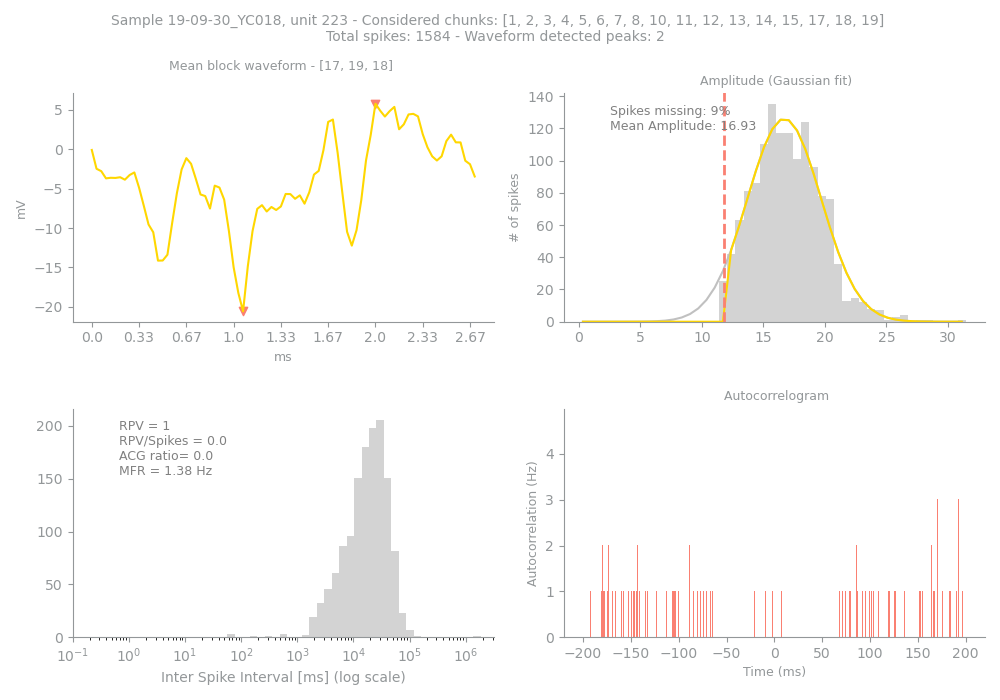 Sample 19-09-30_YC018, unit 223 - Considered chunks: [1, 2, 3, 4, 5, 6, 7, 8, 10, 11, 12, 13, 14, 15, 17, 18, 19]
Total spikes: 1584 - Waveform detected peaks: 2
Mean block waveform - [17, 19, 18]
5
0
−5
−10
−15
−20
mV
0.0 0.33 0.67 1.0 1.33 1.67 2.0 2.33 2.67
ms
Amplitude (Gaussian fit)
Spikes missing: 9%
Mean Amplitude: 16.93
140
120
100
80
60
40
20
0
# of spikes
0 5 10 15 20 25 30
RPV = 1
RPV/Spikes = 0.0
ACG ratio= 0.0
MFR = 1.38 Hz
200
150
100
50
0
10⁻¹ 10⁰ 10¹ 10² 10³ 10⁴ 10⁵ 10⁶
Inter Spike Interval [ms] (log scale)
Autocorrelogram
4
3
2
1
0
Autocorrelation (Hz)
−200 −150 −100 −50 0 50 100 150 200
Time (ms)